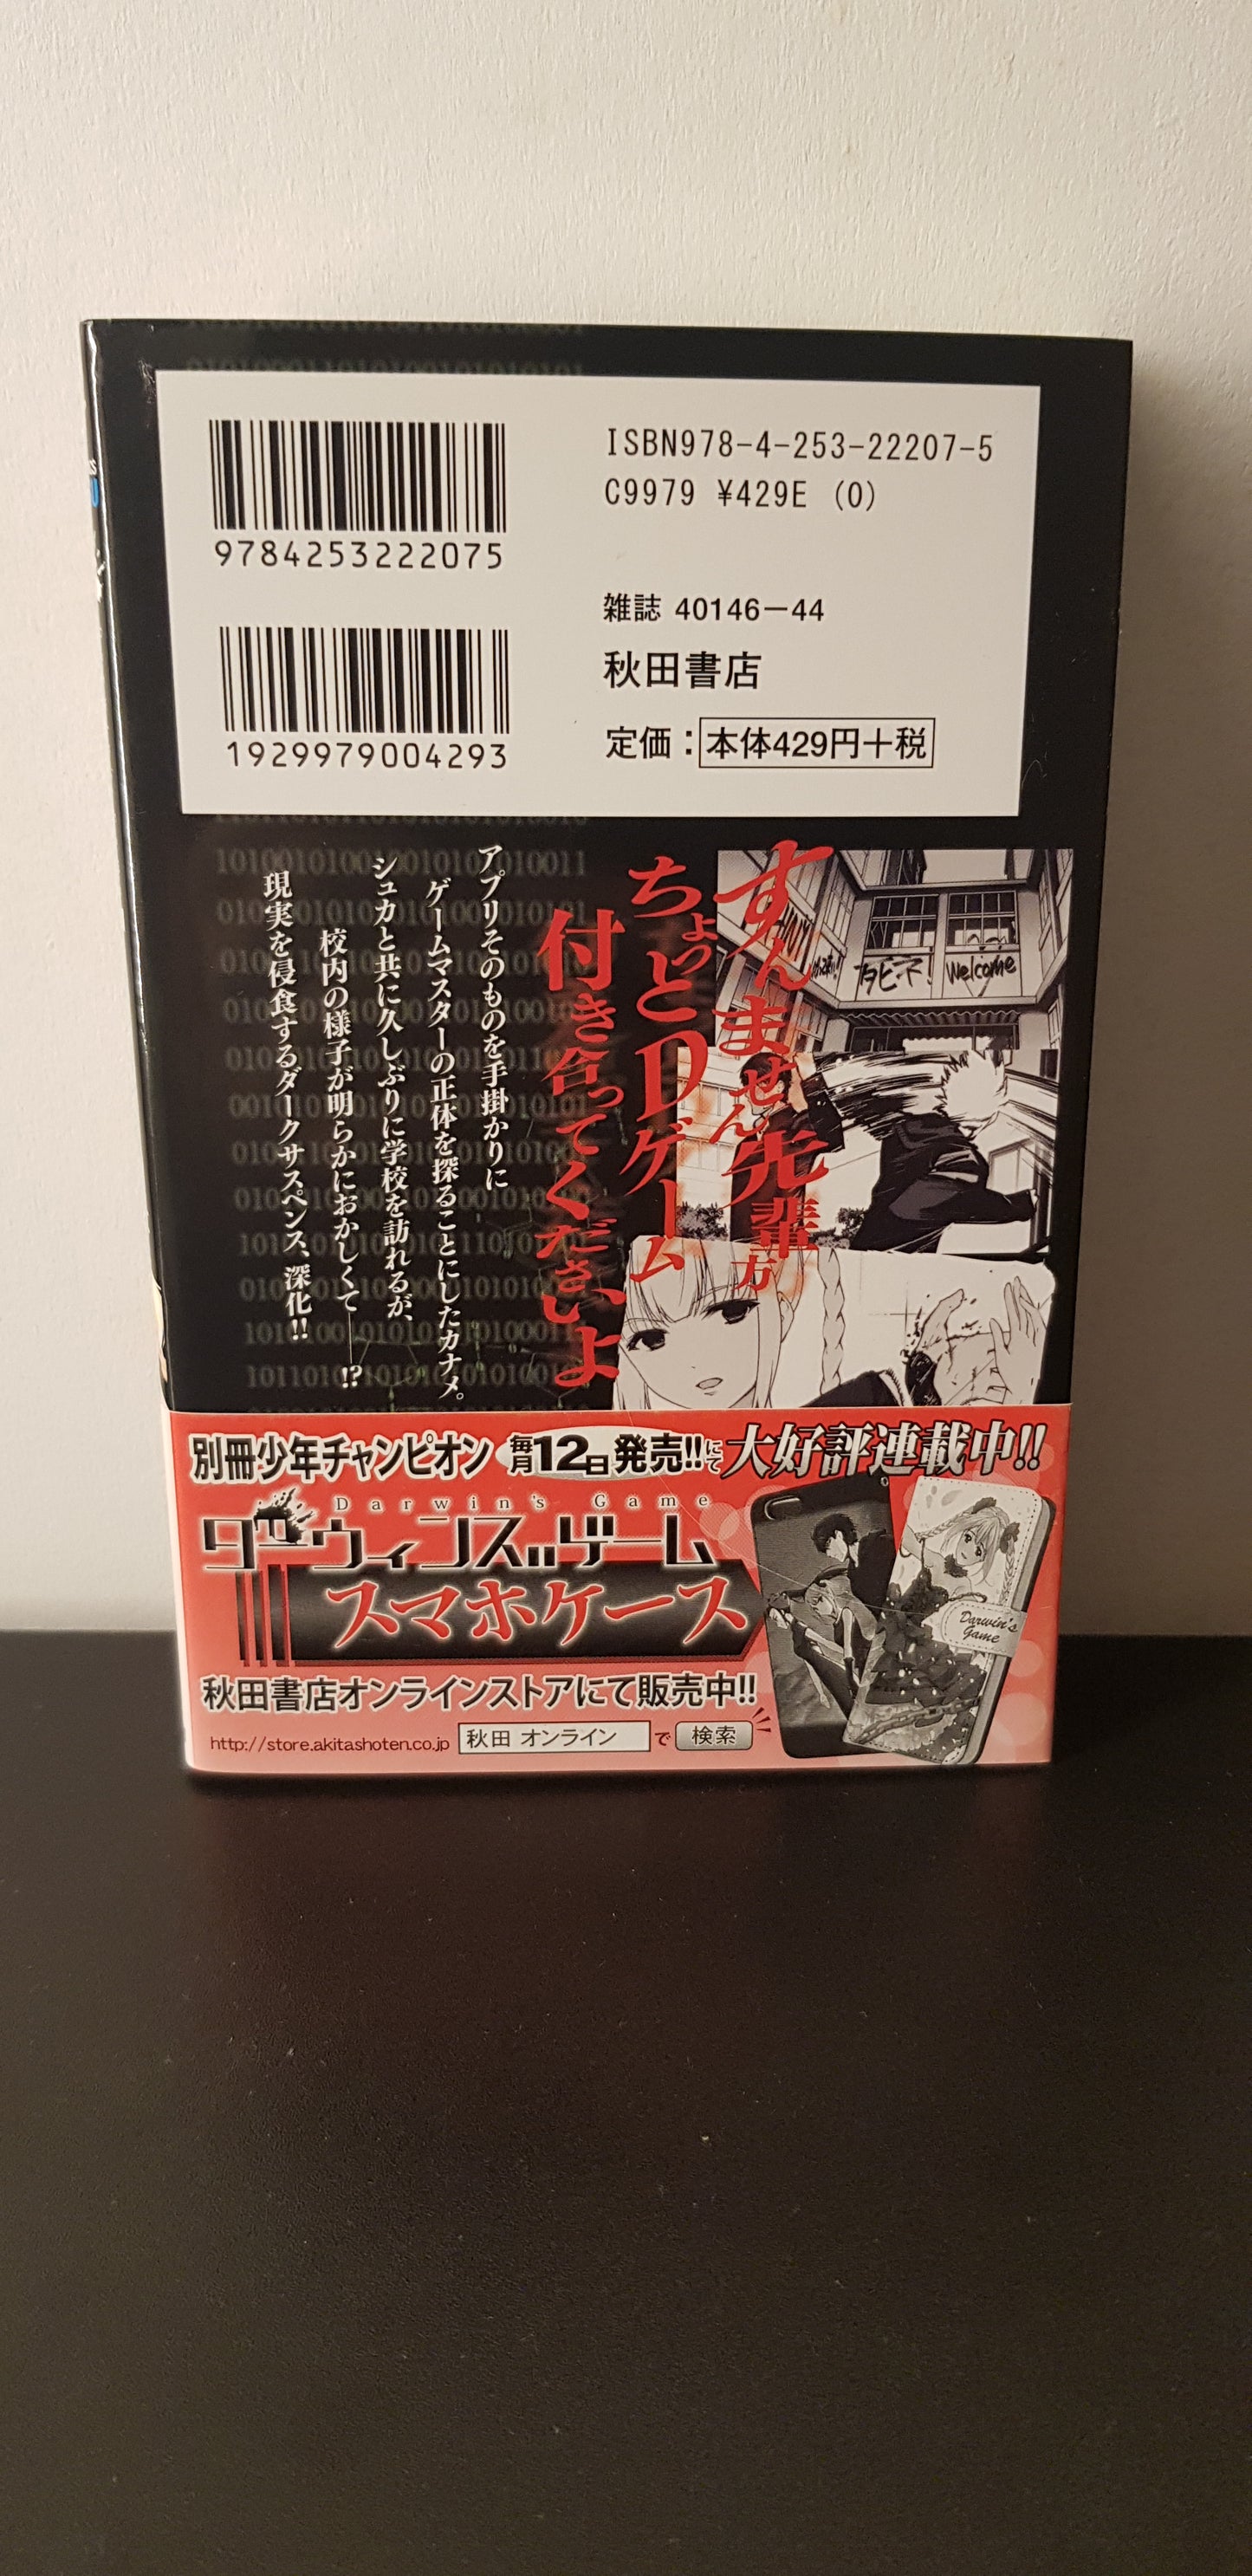 9784253222075
1929979004293
ISBN978-4-253-22207-5
C9979 ¥429E (0)
雑誌 40146-44
秋田書店
定価：本体429円+税
Welcome
すんません先輩方
ちょっとDゲーム
付き合ってくださいよ
アプリそのものを手掛かりに
ゲームマスターの正体を探ることにしたカナメ。
シュカと共に久しぶりに学校を訪れるが、
校内の様子が明らかにおかしくて──!?
現実を侵食するダークサスペンス、深化!!
別冊少年チャンピオン 毎月12日発売!!にて大好評連載中!!
Darwin's Game
ダーウィンズゲーム
スマホケース
秋田書店オンラインストアにて販売中!!
http://store.akitashoten.co.jp 秋田 オンライン で 検索
Darwin's
Game